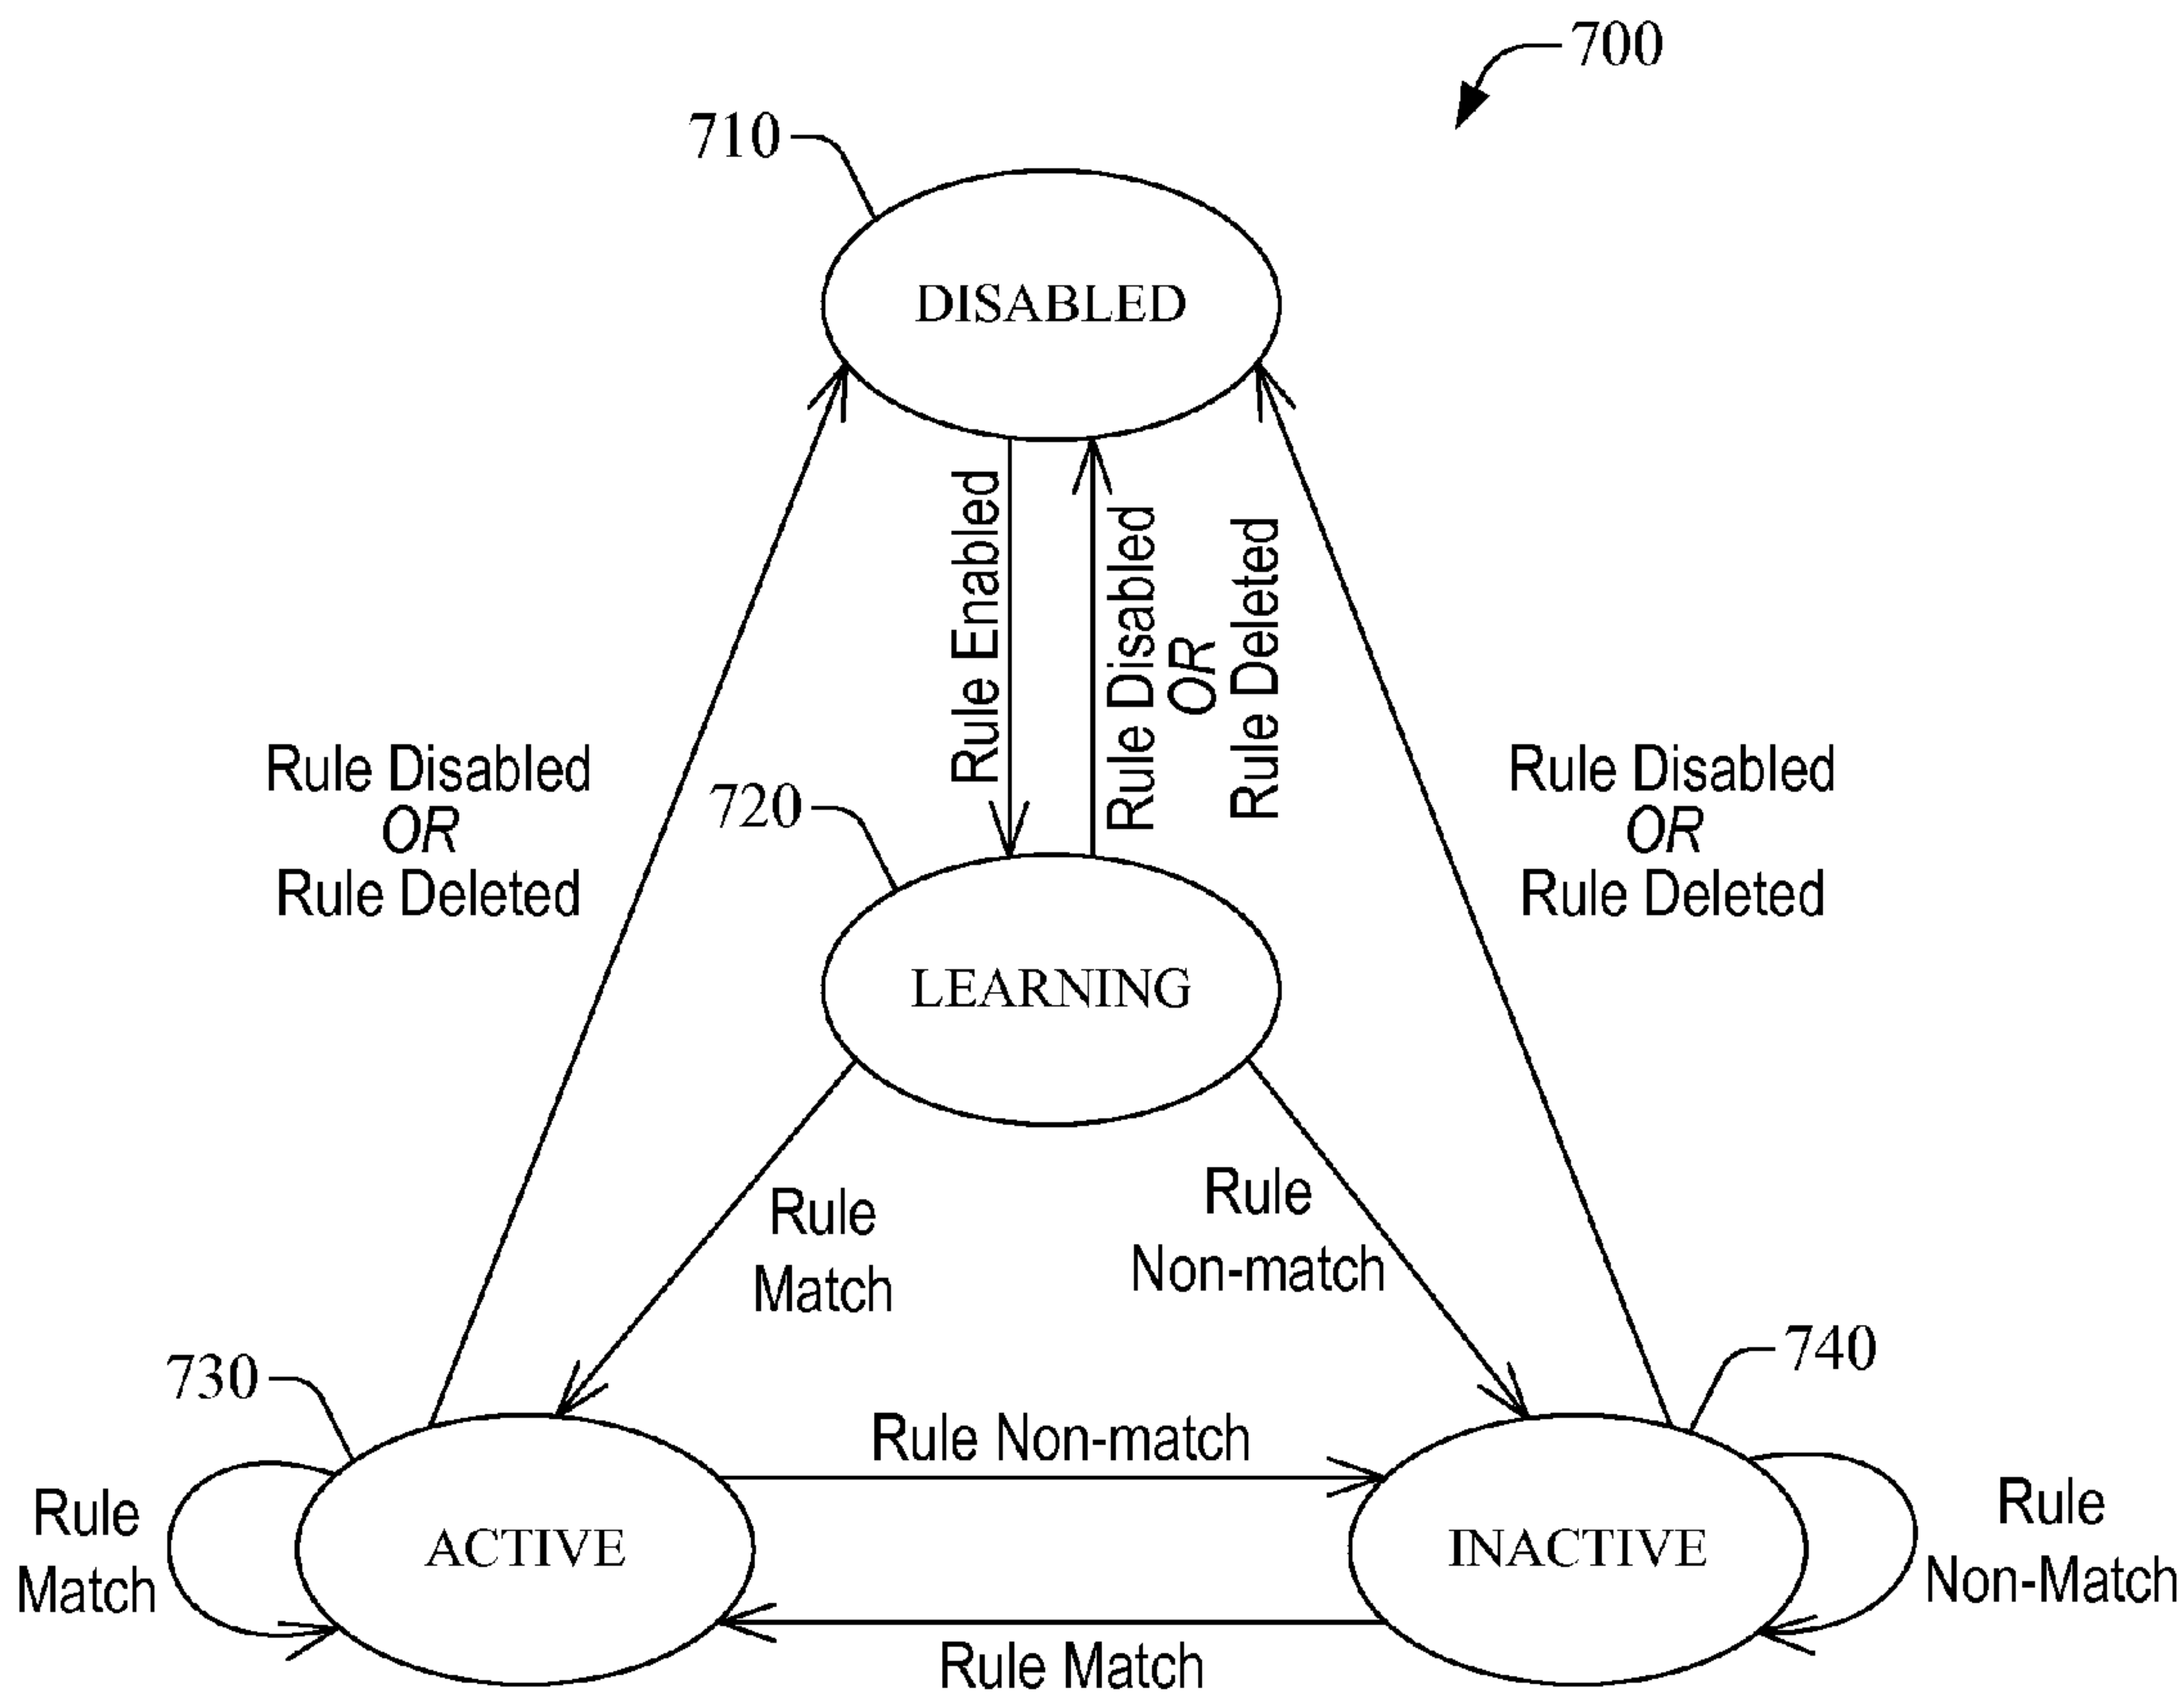 700
710
DISABLED
Rule Enabled
Rule Disabled
OR
Rule Deleted
Rule Disabled
OR
Rule Deleted
Rule Disabled
OR
Rule Deleted
720
LEARNING
Rule
Match
Rule
Non-match
730
740
Rule Non-match
Rule
Match
ACTIVE
INACTIVE
Rule
Non-Match
Rule Match